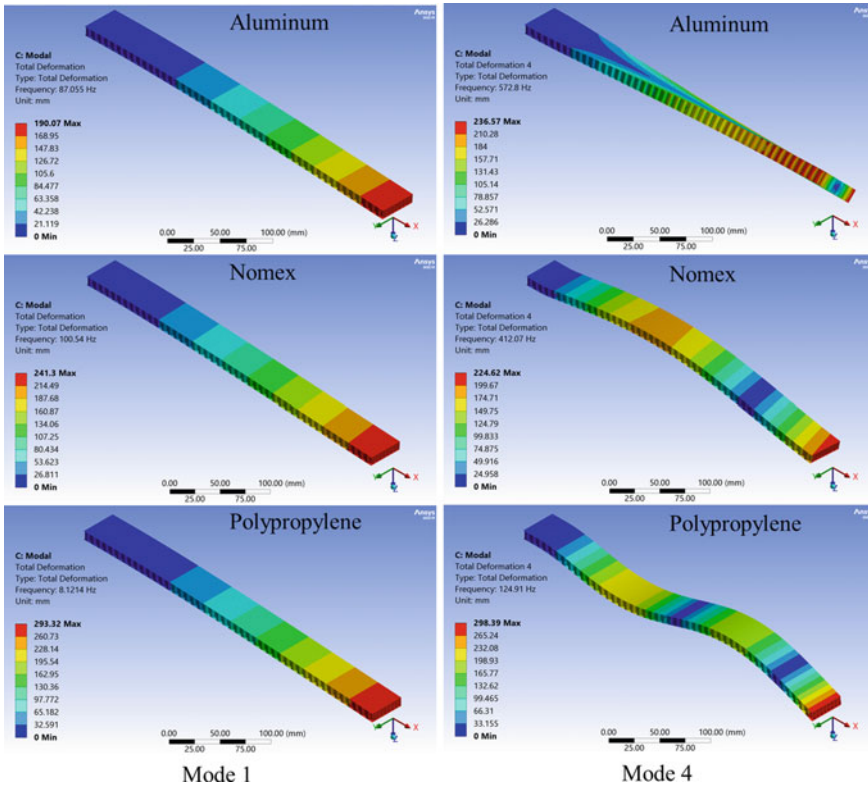 Ansys
Aluminum
C: Modal
Total Deformation
Type: Total Deformation
Frequency: 87.055 Hz
Unit: mm
190.07 Max
168.95
147.83
126.72
105.6
84.477
63.358
42.238
21.119
0 Min
0.00 50.00 100.00 (mm)
25.00 75.00
X
Y
Z
Ansys
Aluminum
C: Modal
Total Deformation 4
Type: Total Deformation
Frequency: 572.8 Hz
Unit: mm
236.57 Max
210.28
184
157.71
131.43
105.14
78.857
52.571
26.286
0 Min
0.00 50.00 100.00 (mm)
25.00 75.00
X
Y
Z
Ansys
Nomex
C: Modal
Total Deformation
Type: Total Deformation
Frequency: 100.54 Hz
Unit: mm
241.3 Max
214.49
187.68
160.87
134.06
107.25
80.434
53.623
26.811
0 Min
0.00 50.00 100.00 (mm)
25.00 75.00
X
Y
Z
Ansys
Nomex
C: Modal
Total Deformation 4
Type: Total Deformation
Frequency: 412.07 Hz
Unit: mm
224.62 Max
199.67
174.71
149.75
124.79
99.833
74.875
49.916
24.958
0 Min
0.00 50.00 100.00 (mm)
25.00 75.00
X
Y
Z
Ansys
Polypropylene
C: Modal
Total Deformation
Type: Total Deformation
Frequency: 8.1214 Hz
Unit: mm
293.32 Max
260.73
228.14
195.54
162.95
130.36
97.772
65.182
32.591
0 Min
0.00 50.00 100.00 (mm)
25.00 75.00
X
Y
Z
Ansys
Polypropylene
C: Modal
Total Deformation 4
Type: Total Deformation
Frequency: 124.91 Hz
Unit: mm
298.39 Max
265.24
232.08
198.93
165.77
132.62
99.465
66.31
33.155
0 Min
0.00 50.00 100.00 (mm)
25.00 75.00
X
Y
Z
Mode 1
Mode 4